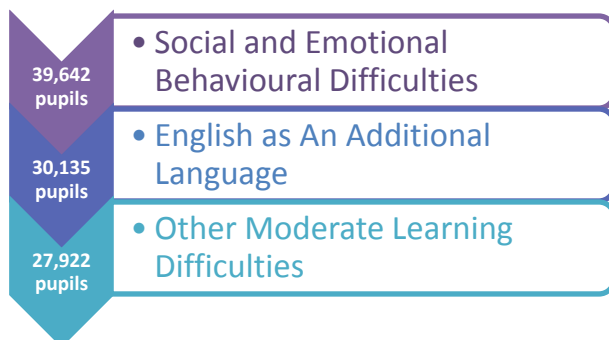 39,642
pupils
• Social and Emotional
Behavioural Difficulties
30,135
pupils
• English as An Additional
Language
27,922
pupils
• Other Moderate Learning
Difficulties